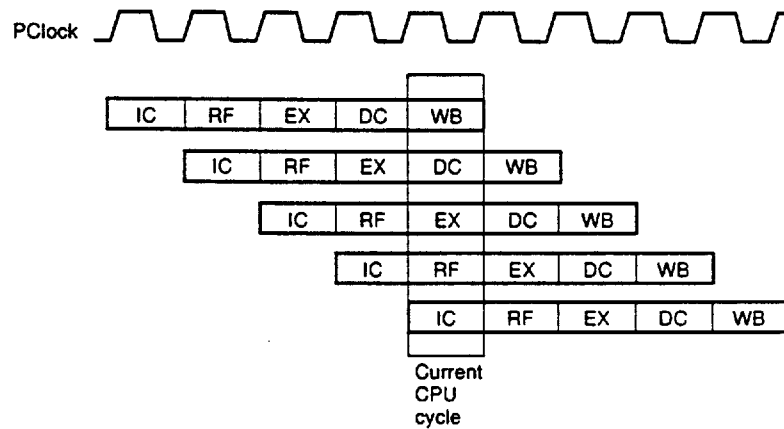 PClock
IC RF EX DC WB
IC RF EX DC WB
IC RF EX DC WB
IC RF EX DC WB
IC RF EX DC WB
Current
CPU
cycle